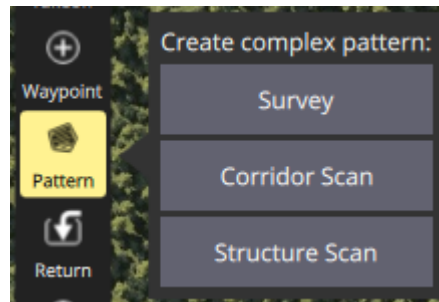 Create complex pattern:
Waypoint
Survey
Pattern
Corridor Scan
Structure Scan
Return